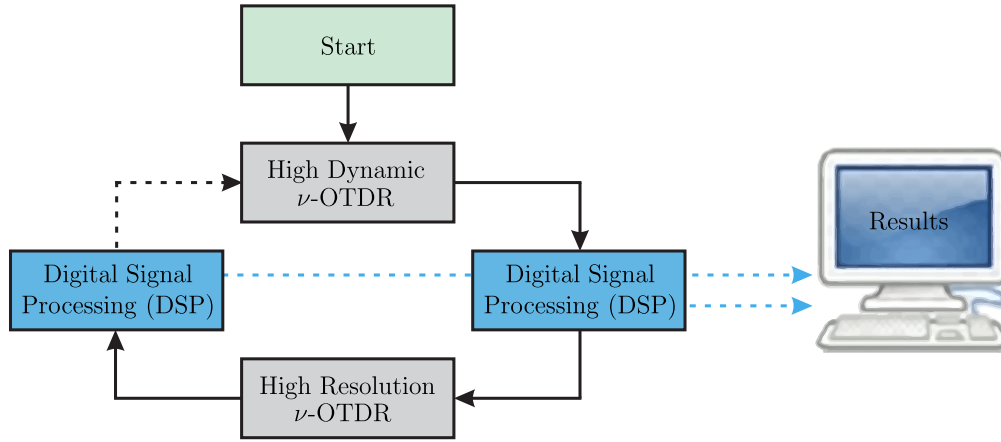 Start
High Dynamic
ν-OTDR
Results
Digital Signal
Processing (DSP)
Digital Signal
Processing (DSP)
High Resolution
ν-OTDR